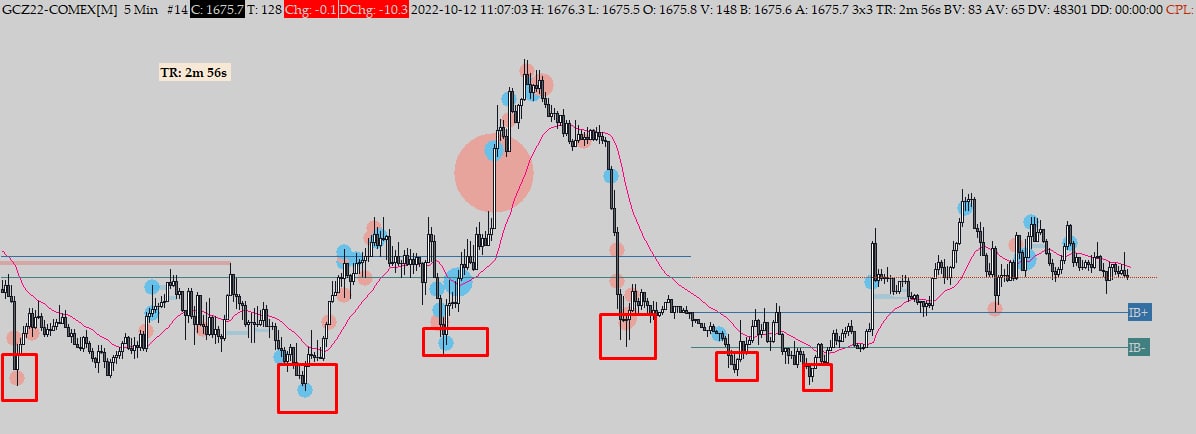 GCZ22-COMEX[M] 5 Min #14 C: 1675.7 T: 128 Chg: -0.1 DChg: -10.3 2022-10-12 11:07:03 H: 1676.3 L: 1675.5 O: 1675.8 V: 148 B: 1675.6 A: 1675.7 3x3 TR: 2m 56s BV: 83 AV: 65 DV: 48301 DD: 00:00:00 CPL:
TR: 2m 56s
IB+
IB-